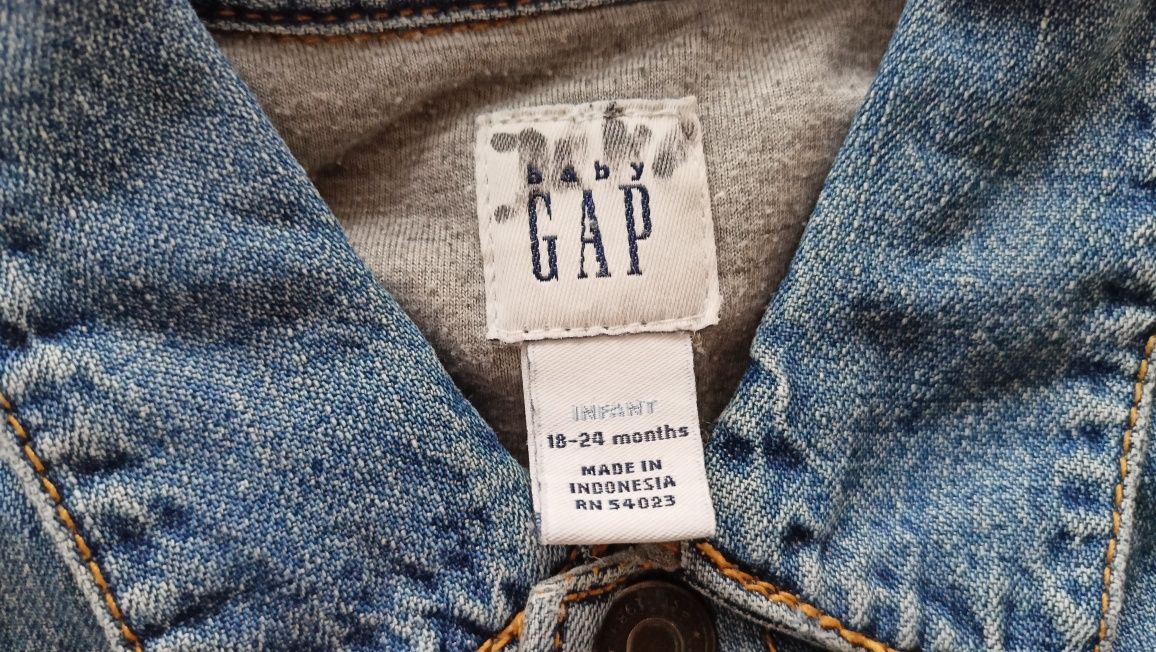 baby
GAP
INFANT
18-24 months
MADE IN
INDONESIA
RN 54023